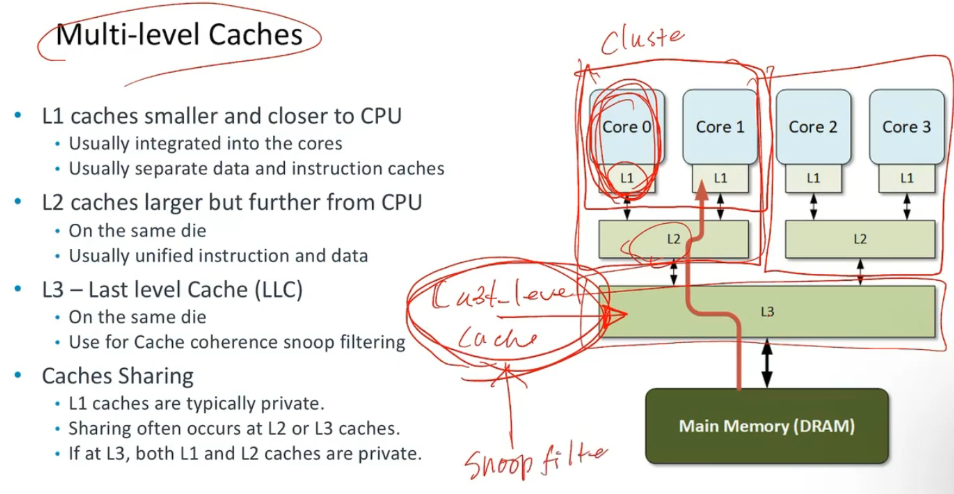 Multi-level Caches
• L1 caches smaller and closer to CPU
• Usually integrated into the cores
• Usually separate data and instruction caches
• L2 caches larger but further from CPU
• On the same die
• Usually unified instruction and data
• L3 – Last level Cache (LLC)
• On the same die
• Use for Cache coherence snoop filtering
• Caches Sharing
• L1 caches are typically private.
• Sharing often occurs at L2 or L3 caches.
• If at L3, both L1 and L2 caches are private.
Cluste
Core 0
Core 1
Core 2
Core 3
L1
L1
L1
L1
L2
L2
Last-level
Cache
L3
Main Memory (DRAM)
Snoop filte